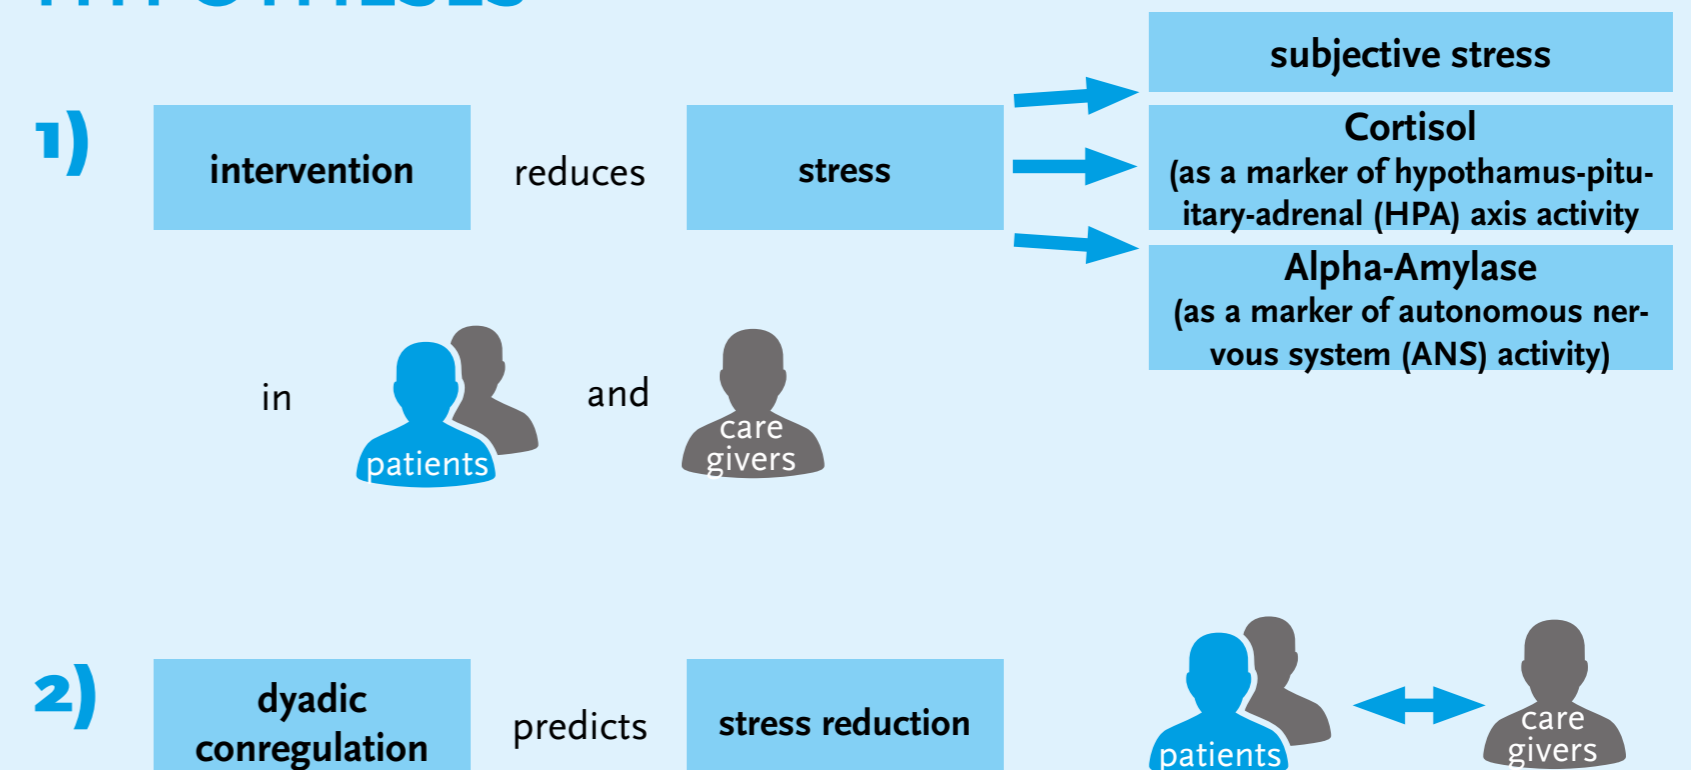 HYPOTHESES
1)
intervention
reduces
stress
subjective stress
Cortisol
(as a marker of hypothamus-pitu-
itary-adrenal (HPA) axis activity
Alpha-Amylase
(as a marker of autonomous ner-
vous system (ANS) activity)
in
patients
and
care
givers
2)
dyadic
conregulation
predicts
stress reduction
patients
care
givers